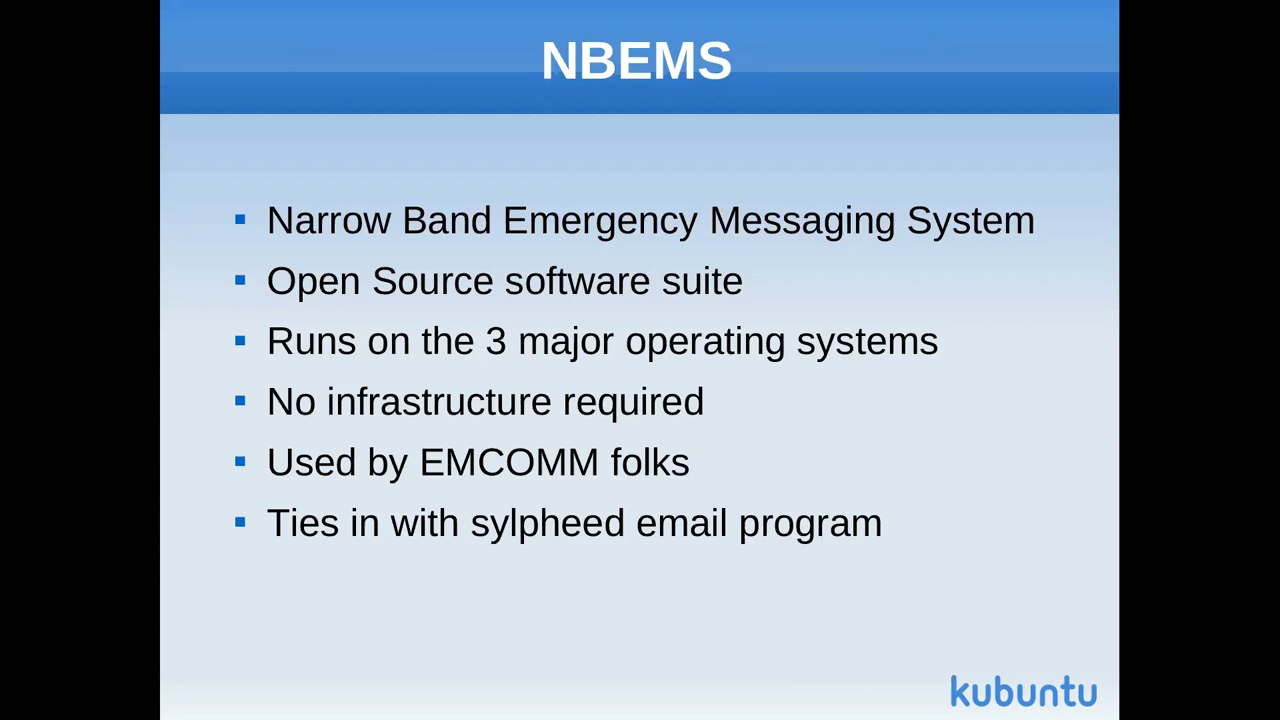 NBEMS
Narrow Band Emergency Messaging System
Open Source software suite
Runs on the 3 major operating systems
No infrastructure required
Used by EMCOMM folks
Ties in with sylpheed email program
kubuntu